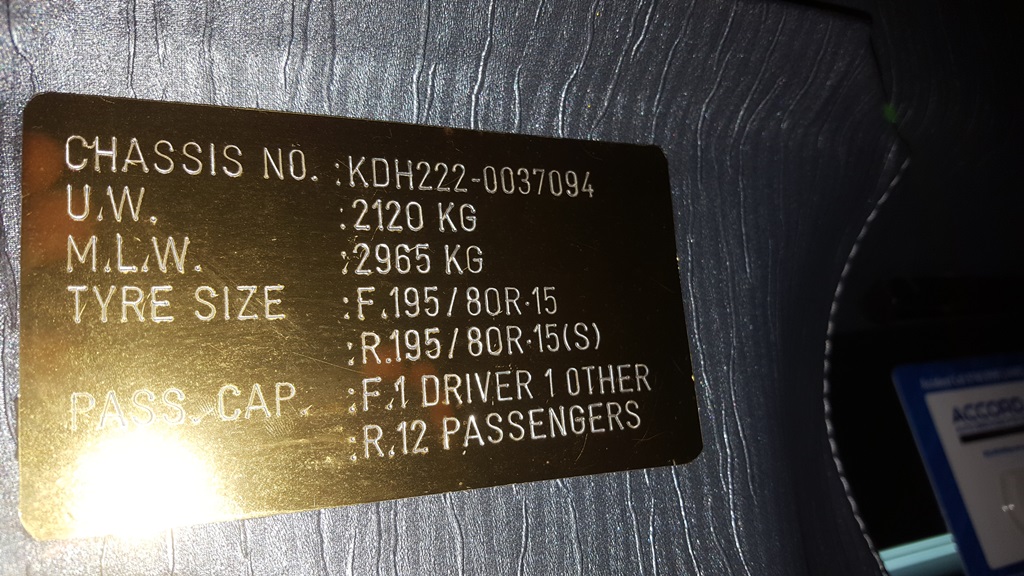 CHASSIS NO. :KDH222-0037094
U.W. :2120 KG
M.L.W. :2965 KG
TYRE SIZE :F.195/80R.15
:R.195/80R.15(S)
PASS. CAP. :F.1 DRIVER 1 OTHER
:R.12 PASSENGERS
ACCORD